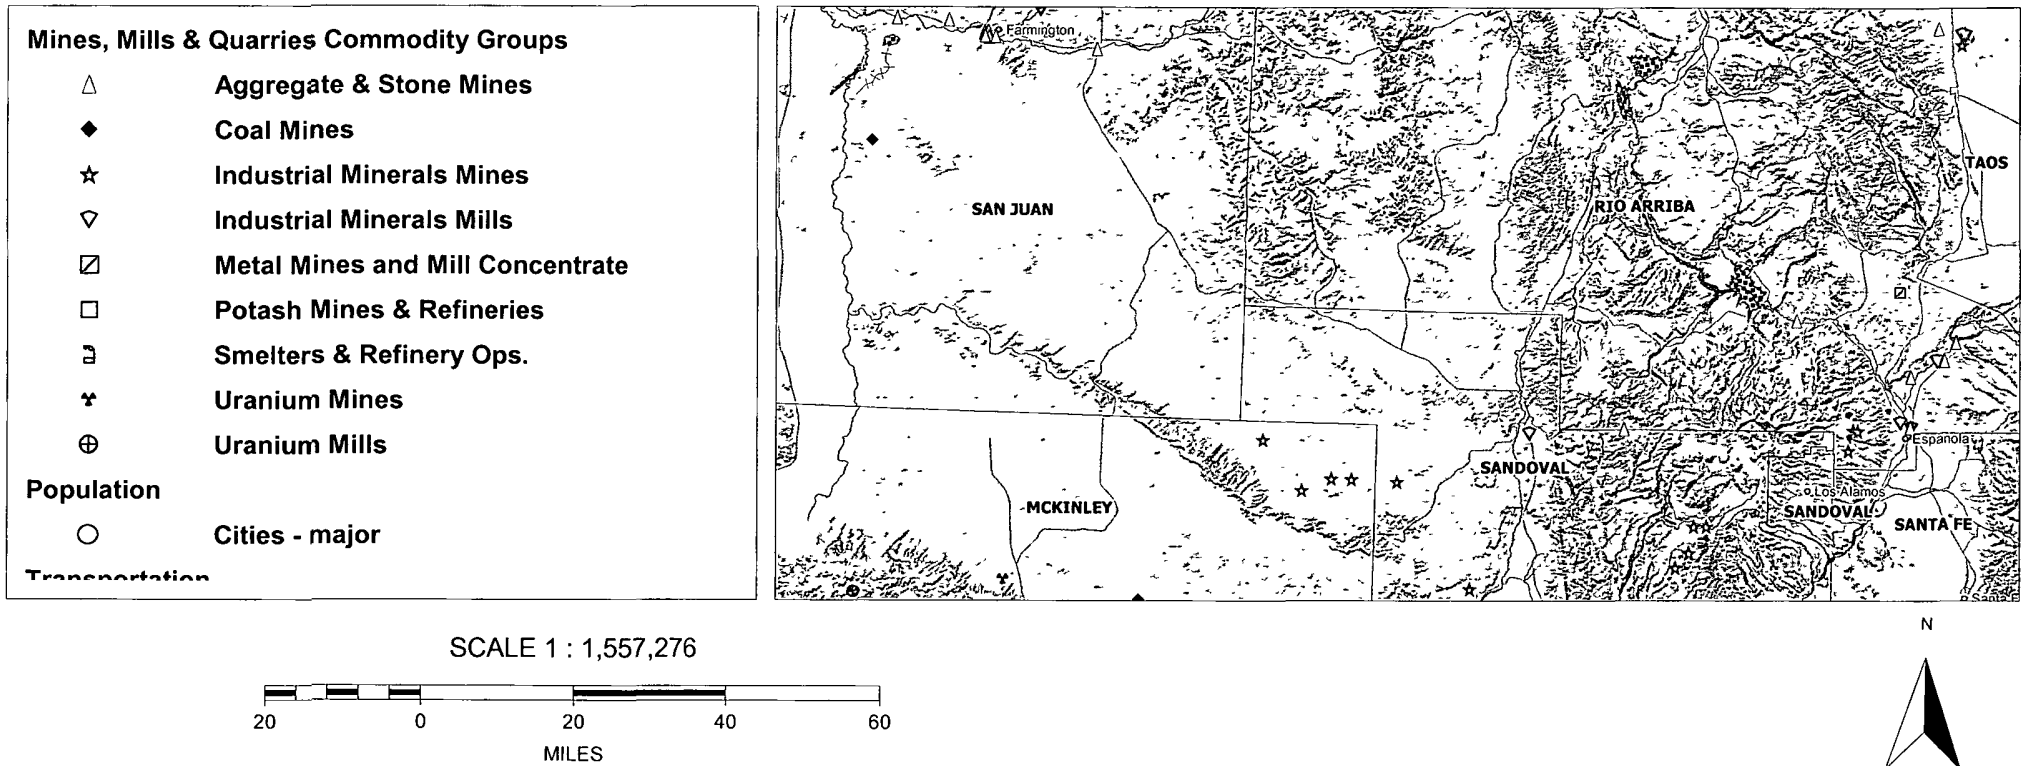 Mines, Mills & Quarries Commodity Groups
Aggregate & Stone Mines
Coal Mines
Industrial Minerals Mines
Industrial Minerals Mills
Metal Mines and Mill Concentrate
Potash Mines & Refineries
Smelters & Refinery Ops.
Uranium Mines
Uranium Mills
Population
Cities - major
Transportation
Farmington
TAOS
SAN JUAN
RIO ARRIBA
Española
SANDOVAL
Los Alamos
MCKINLEY
SANDOVAL
SANTA FE
SCALE 1 : 1,557,276
20 0 20 40 60
MILES
N